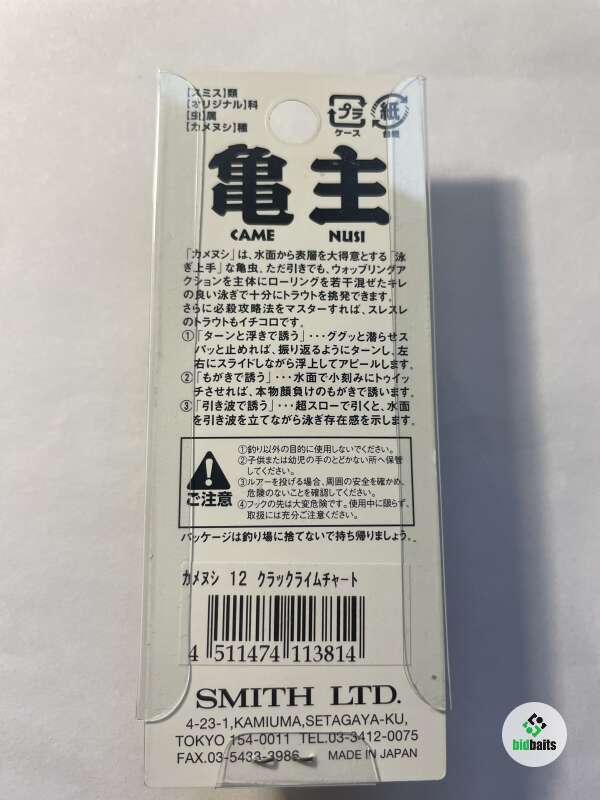 【スミス】類
【オリジナル】科
【虫】属
【カメヌシ】種
プラ
ケース
紙
台紙
亀主
CAME NUSI
「カメヌシ」は、水面から表層を大得意とする「泳
ぎ上手」な亀虫。ただ引きでも、ウォップリングア
クションを主体にローリングを若干混ぜたキレ
の良い泳ぎで十分にトラウトを挑発できます。
さらに必殺攻略法をマスターすれば、スレスレ
のトラウトもイチコロです。
①「ターンと浮きで誘う」･･･ググッと潜らせス
パッと止めれば、振り返るようにターンし、左
右にスライドしながら浮上してアピールします。
②「もがきで誘う」･･･水面で小刻みにトゥイッ
チさせれば、本物顔負けのもがきで誘います。
③「引き波で誘う」･･･超スローで引くと、水面
を引き波を立てながら泳ぎ存在感を示します。
ご注意
①釣り以外の目的に使用しないでください。
②子供または幼児の手のとどかない所へ保管
してください。
③ルアーを投げる場合、周囲の安全を確かめ、
危険のないことを確認してください。
④フックの先は大変危険です。使用中に限らず、
取扱には充分ご注意ください。
パッケージは釣り場に捨てないで持ち帰りましょう。
カメヌシ 12 クラックライムチャート
4 511474 113814
SMITH LTD.
4-23-1,KAMIUMA,SETAGAYA-KU,
TOKYO 154-0011 TEL.03-3412-0075
FAX.03-5433-3986 MADE IN JAPAN
bidbaits